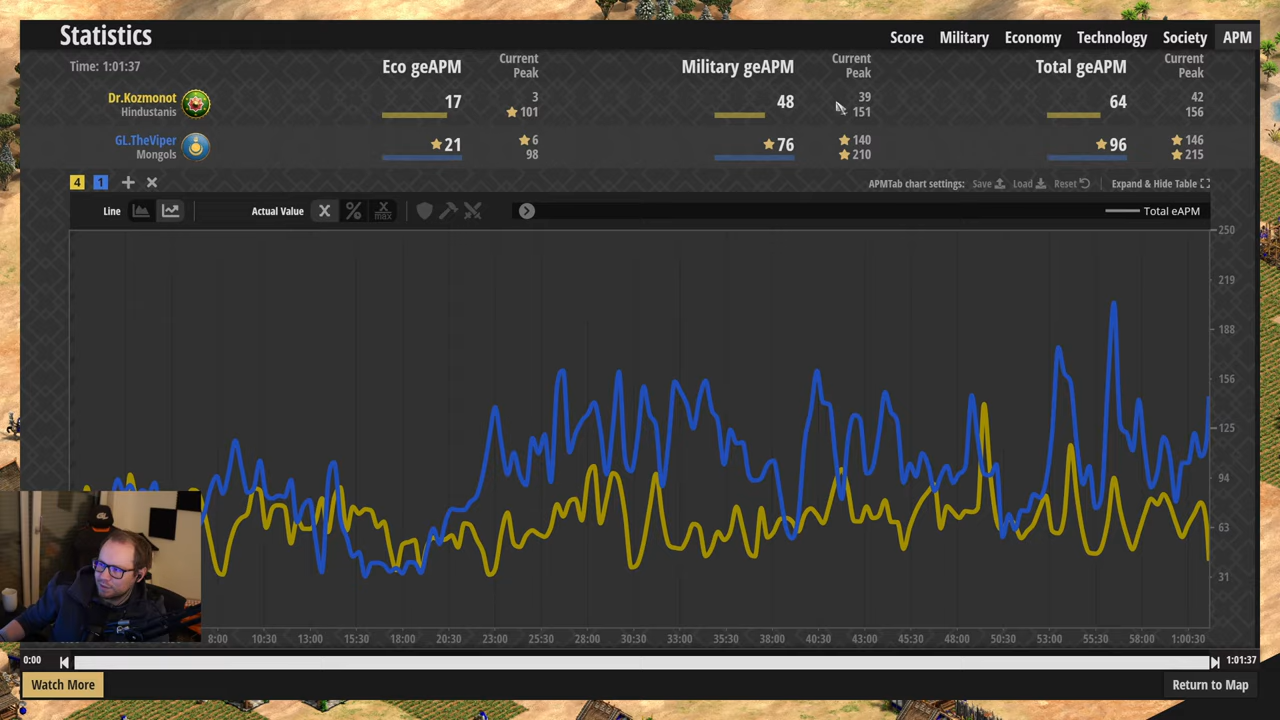 Statistics
Score Military Economy Technology Society APM
Time: 1:01:37
Eco geAPM Current Peak Military geAPM Current Peak Total geAPM Current Peak
Dr.Kozmonot
Hindustanis
17 3 101 48 39 151 64 42 156
GL.TheViper
Mongols
21 6 98 76 140 210 96 146 215
4 1
APMTab chart settings: Save Load Reset Expand & Hide Table
Line Actual Value X % X max Total eAPM
250
219
188
156
125
94
63
31
8:00 10:30 13:00 15:30 18:00 20:30 23:00 25:30 28:00 30:30 33:00 35:30 38:00 40:30 43:00 45:30 48:00 50:30 53:00 55:30 58:00 1:00:30
0:00 1:01:37
Watch More Return to Map